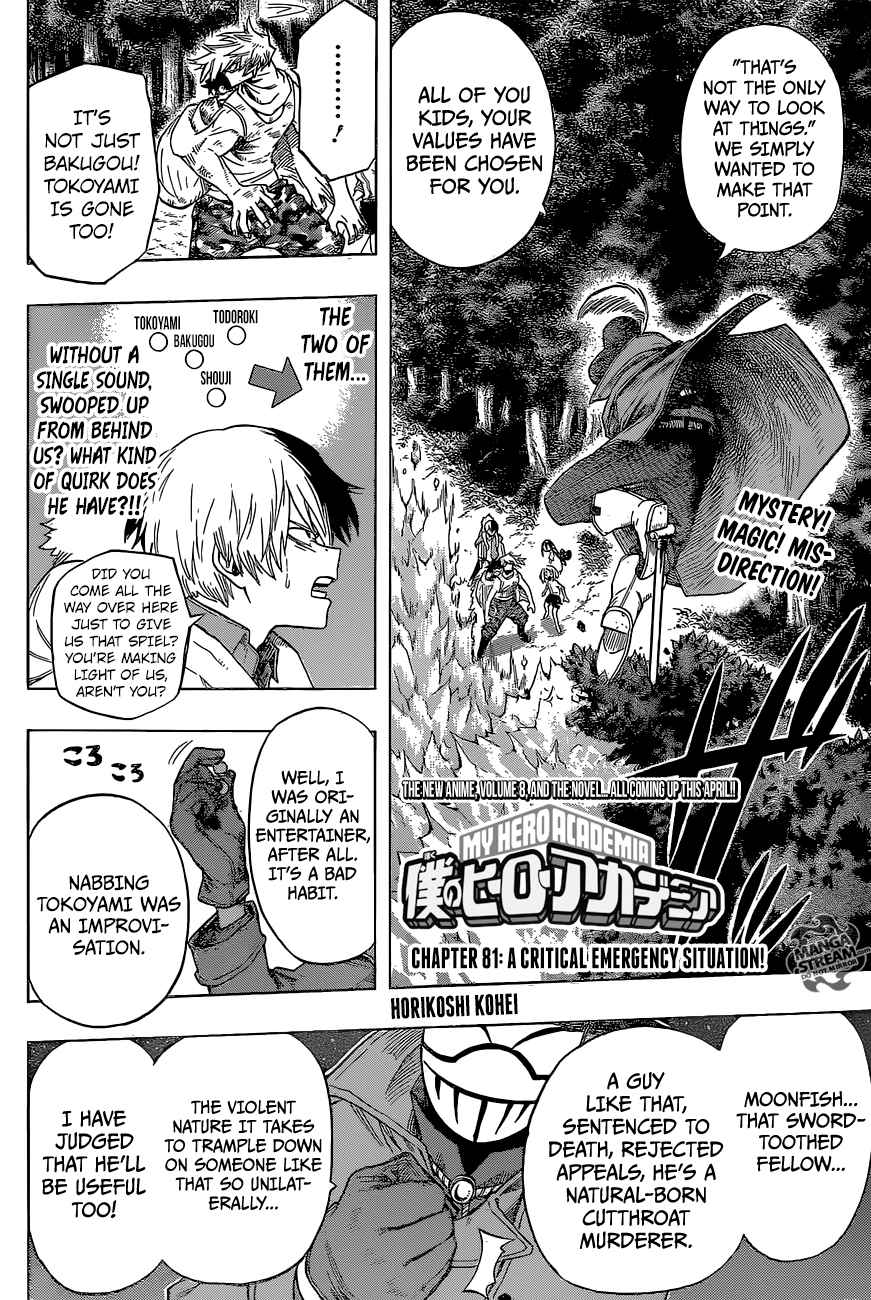 "THAT'S
NOT THE ONLY
WAY TO LOOK
AT THINGS."
WE SIMPLY
WANTED TO
MAKE THAT
POINT.
ALL OF YOU
KIDS, YOUR
VALUES HAVE
BEEN CHOSEN
FOR YOU.
MYSTERY!
MAGIC! MIS-
DIRECTION!
THE NEW ANIME, VOLUME 8, AND THE NOVEL... ALL COMING UP THIS APRIL!!
MY HERO ACADEMIA
僕のヒーローアカデミア
CHAPTER 81: A CRITICAL EMERGENCY SITUATION!
HORIKOSHI KOHEI
MANGA
STREAM
DO NOT MIRROR
........!
IT'S
NOT JUST
BAKUGOU!
TOKOYAMI
IS GONE
TOO!
THE
TWO OF
THEM...
TODOROKI
TOKOYAMI
BAKUGOU
SHOUJI
WITHOUT A
SINGLE SOUND,
SWOOPED UP
FROM BEHIND
US? WHAT KIND
OF QUIRK DOES
HE HAVE?!!
DID YOU
COME ALL THE
WAY OVER HERE
JUST TO GIVE
US THAT SPIEL?
YOU'RE MAKING
LIGHT OF US,
AREN'T YOU?
WELL, I
WAS ORI-
GINALLY AN
ENTERTAINER,
AFTER ALL.
IT'S A BAD
HABIT.
ころ
ころ
NABBING
TOKOYAMI WAS
AN IMPROVI-
SATION.
MOONFISH...
THAT SWORD-
TOOTHED
FELLOW...
A GUY
LIKE THAT,
SENTENCED TO
DEATH, REJECTED
APPEALS, HE'S A
NATURAL-BORN
CUTTHROAT
MURDERER.
THE VIOLENT
NATURE IT TAKES
TO TRAMPLE DOWN
ON SOMEONE LIKE
THAT SO UNILAT-
ERALLY...
I HAVE
JUDGED
THAT HE'LL
BE USEFUL
TOO!